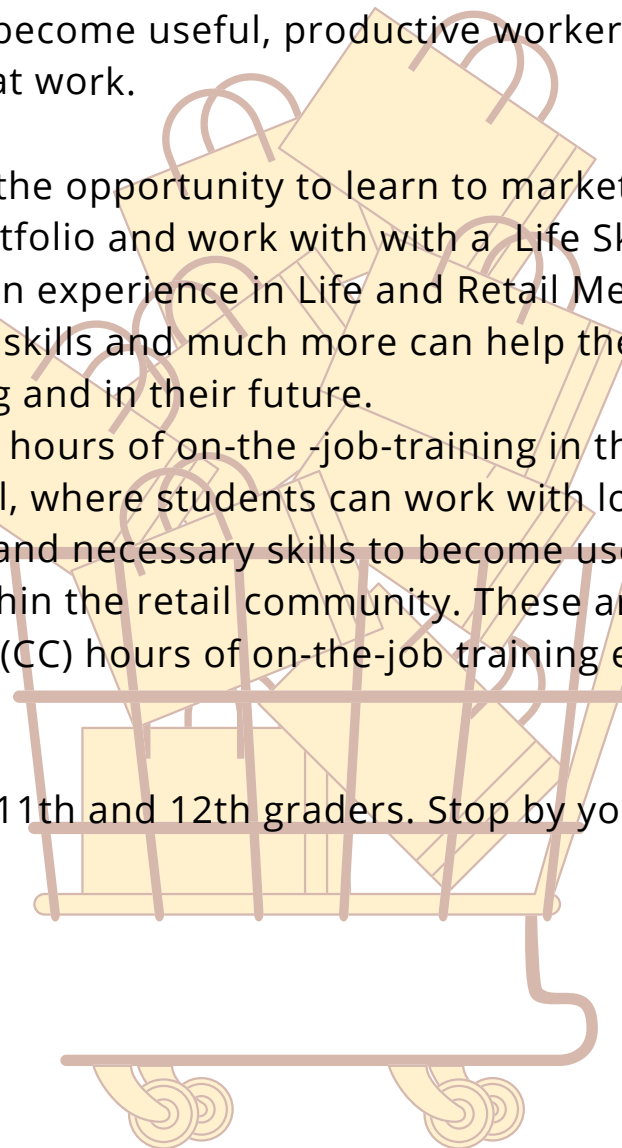 become useful, productive worker
at work.
the opportunity to learn to market
tfolio and work with with a Life Sk
n experience in Life and Retail Me
skills and much more can help the
g and in their future.
hours of on-the -job-training in th
l, where students can work with lo
and necessary skills to become use
hin the retail community. These ar
(CC) hours of on-the-job training e
11th and 12th graders. Stop by yo